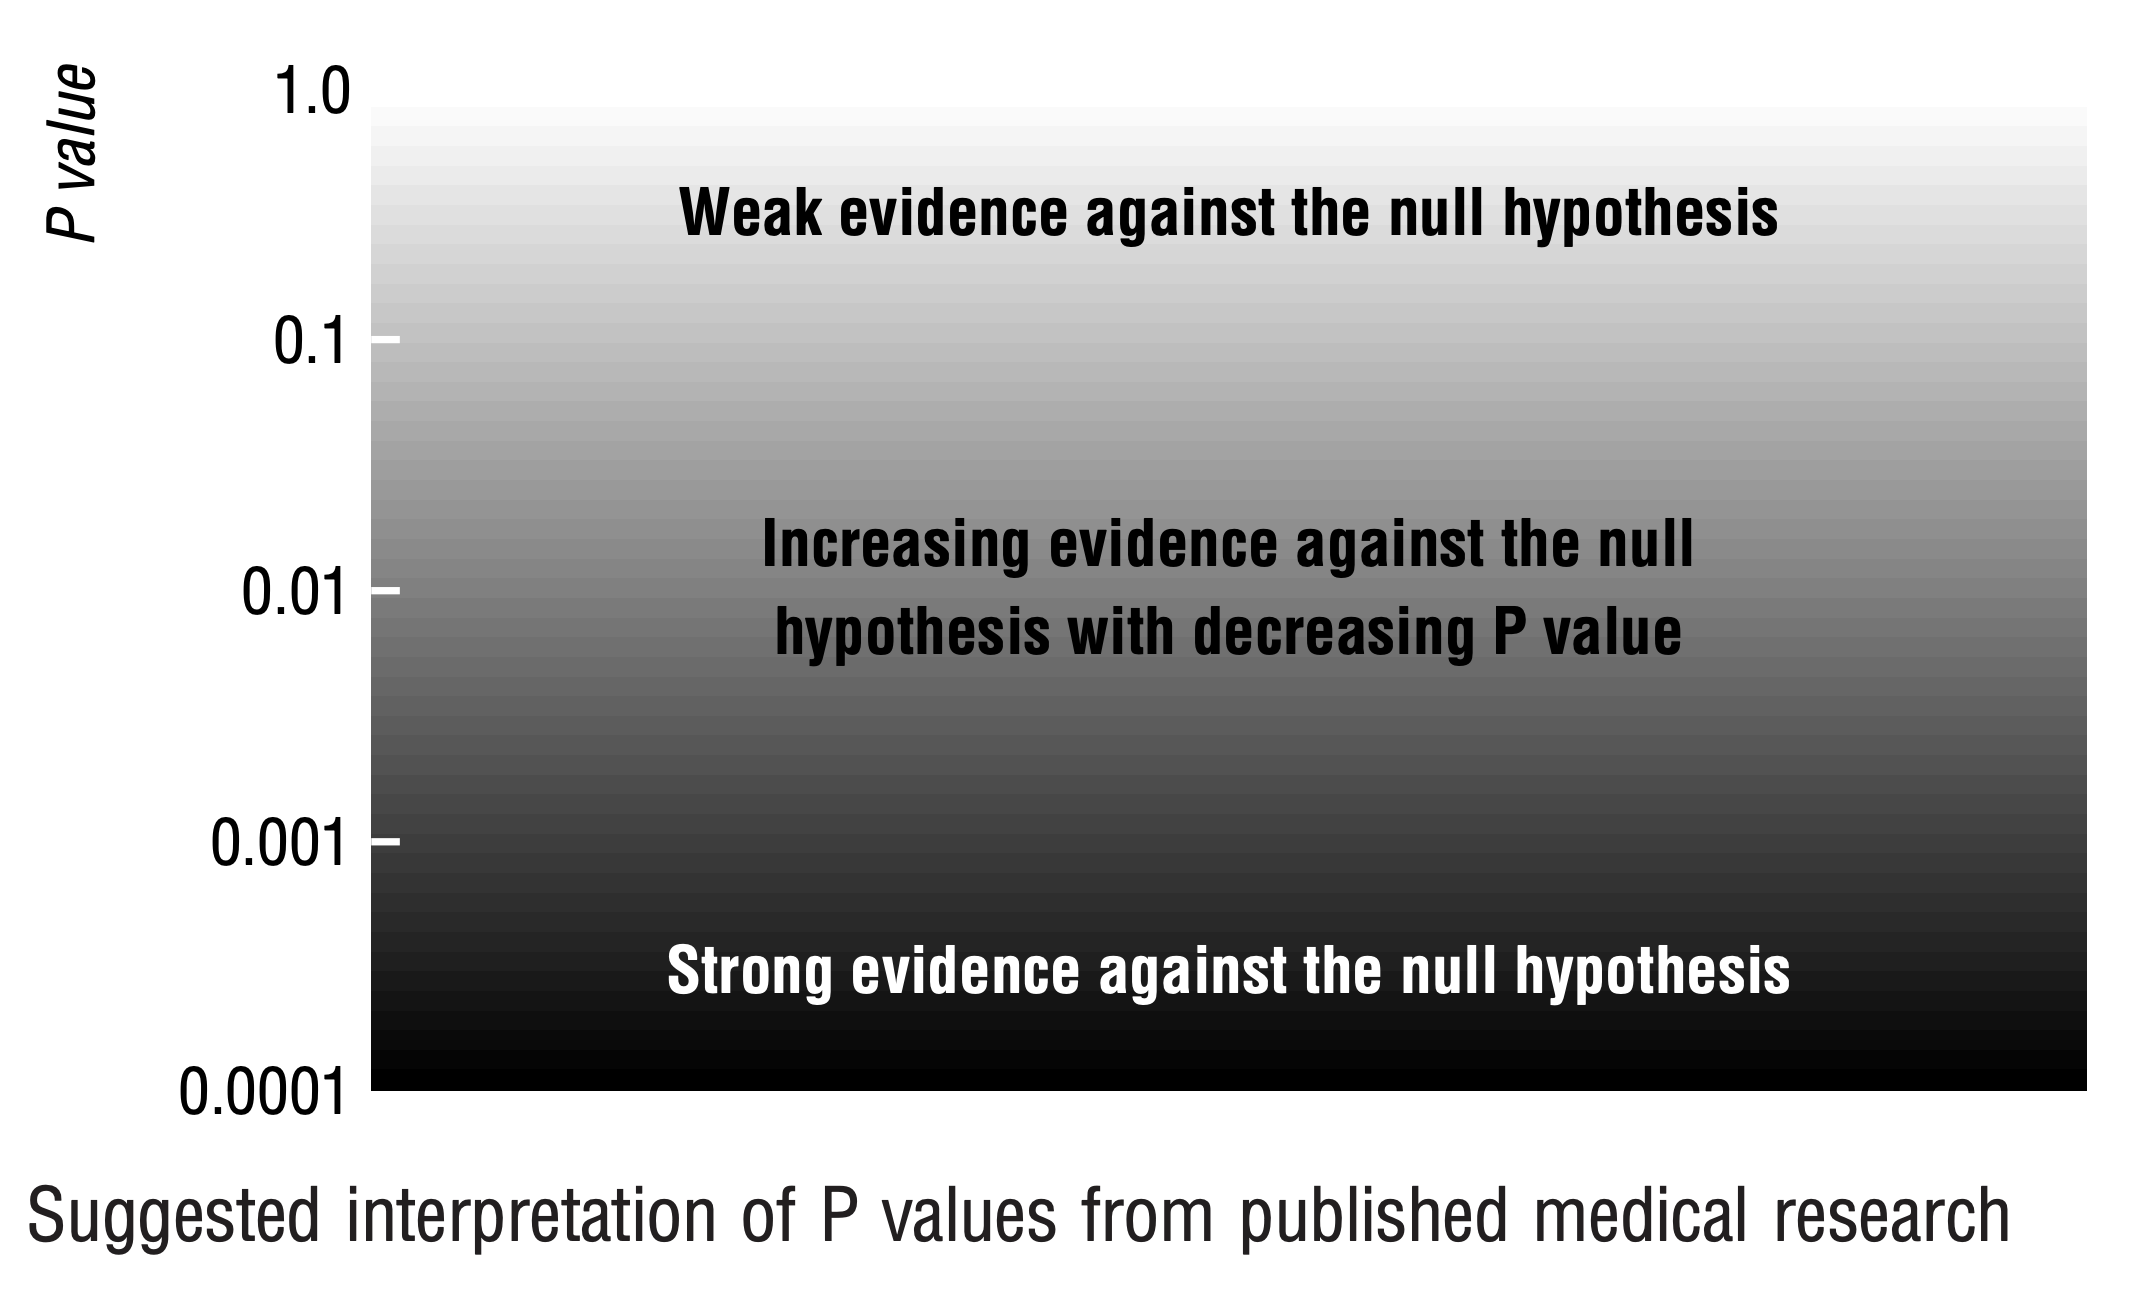 P value
1.0
Weak evidence against the null hypothesis
0.1
Increasing evidence against the null
0.01
hypothesis with decreasing P value
0.001
Strong evidence against the null hypothesis
0.0001
Suggested interpretation of P values from published medical research